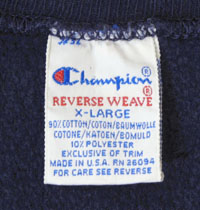 Champion®
REVERSE WEAVE®
X-LARGE
90% COTTON/COTON/BAUMWOLLE
COTONE/KATOEN/BOMULD
10% POLYESTER
EXCLUSIVE OF TRIM
MADE IN U.S.A. RN 26094
FOR CARE SEE REVERSE